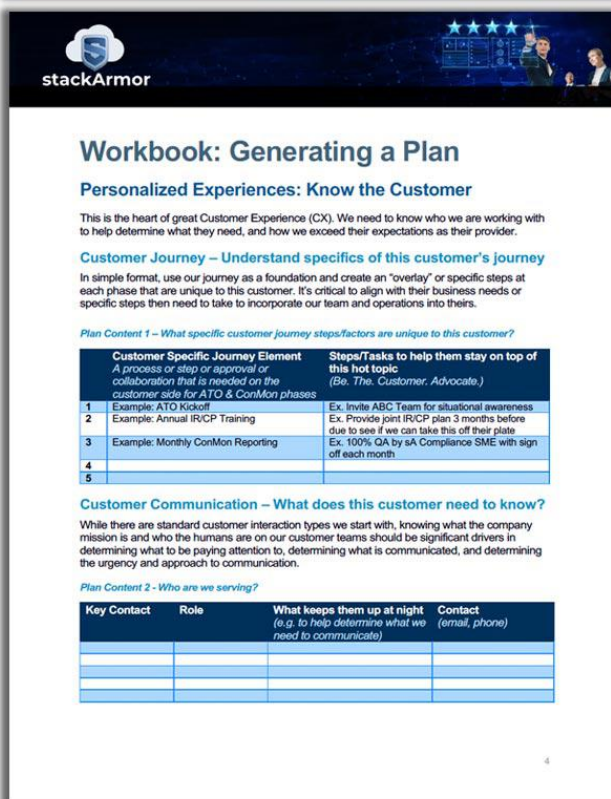 stackArmor
Workbook: Generating a Plan
Personalized Experiences: Know the Customer
This is the heart of great Customer Experience (CX). We need to know who we are working with
to help determine what they need, and how we exceed their expectations as their provider.
Customer Journey – Understand specifics of this customer's journey
In simple format, use our journey as a foundation and create an "overlay" or specific steps at
each phase that are unique to this customer. It's critical to align with their business needs or
specific steps then need to take to incorporate our team and operations into theirs.
Plan Content 1 – What specific customer journey steps/factors are unique to this customer?
Customer Specific Journey Element
A process or step or approval or
collaboration that is needed on the
customer side for ATO & ConMon phases
Steps/Tasks to help them stay on top of
this hot topic
(Be. The. Customer. Advocate.)
1 Example: ATO Kickoff Ex. Invite ABC Team for situational awareness
2 Example: Annual IR/CP Training Ex. Provide joint IR/CP plan 3 months before
due to see if we can take this off their plate
3 Example: Monthly ConMon Reporting Ex. 100% QA by sA Compliance SME with sign
off each month
4
5
Customer Communication – What does this customer need to know?
While there are standard customer interaction types we start with, knowing what the company
mission is and who the humans are on our customer teams should be significant drivers in
determining what to be paying attention to, determining what is communicated, and determining
the urgency and approach to communication.
Plan Content 2 - Who are we serving?
Key Contact
Role
What keeps them up at night
(e.g. to help determine what we
need to communicate)
Contact
(email, phone)
4